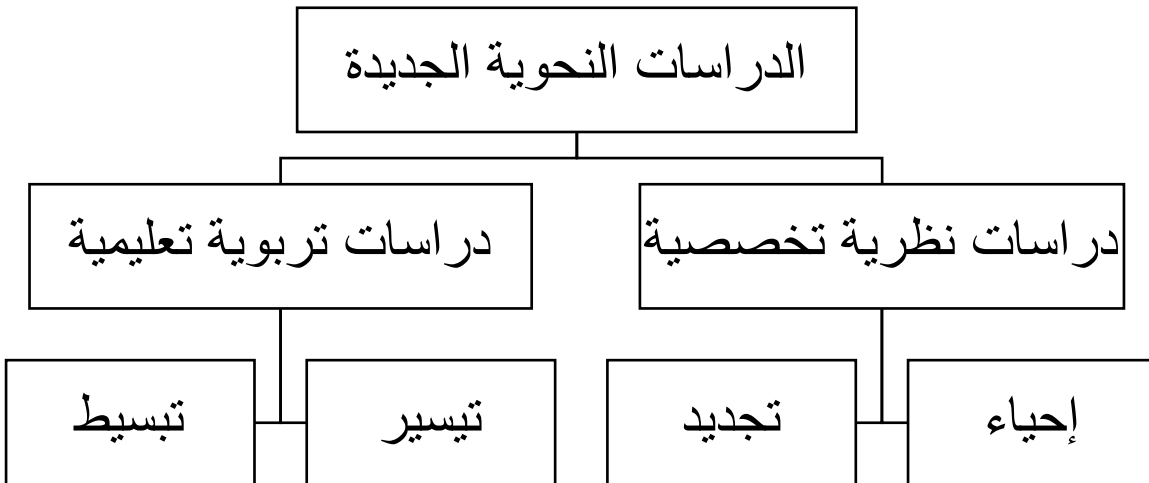 الدراسات النحوية الجديدة
دراسات نظرية تخصصية
دراسات تربوية تعليمية
إحياء
تجديد
تيسير
تبسيط